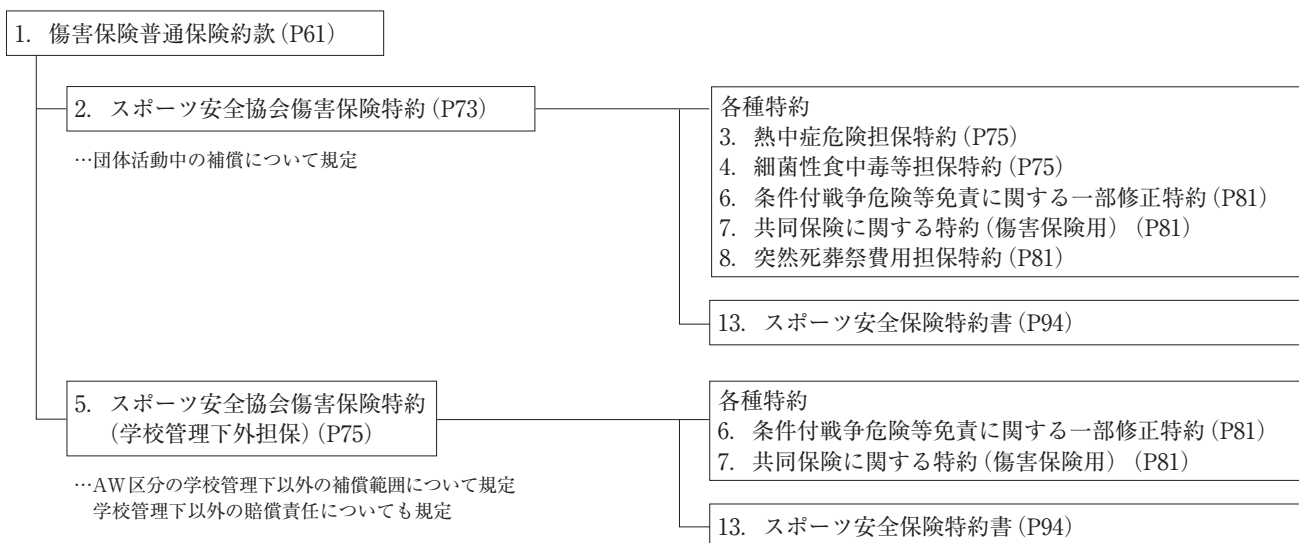 1. 傷害保険普通保険約款（P61）
2. スポーツ安全協会傷害保険特約（P73）
…団体活動中の補償について規定
各種特約
3. 熱中症危険担保特約（P75）
4. 細菌性食中毒等担保特約（P75）
6. 条件付戦争危険等免責に関する一部修正特約（P81）
7. 共同保険に関する特約（傷害保険用）（P81）
8. 突然死葬祭費用担保特約（P81）
13. スポーツ安全保険特約書（P94）
5. スポーツ安全協会傷害保険特約
（学校管理下外担保）（P75）
…AW区分の学校管理下以外の補償範囲について規定
学校管理下以外の賠償責任についても規定
各種特約
6. 条件付戦争危険等免責に関する一部修正特約（P81）
7. 共同保険に関する特約（傷害保険用）（P81）
13. スポーツ安全保険特約書（P94）